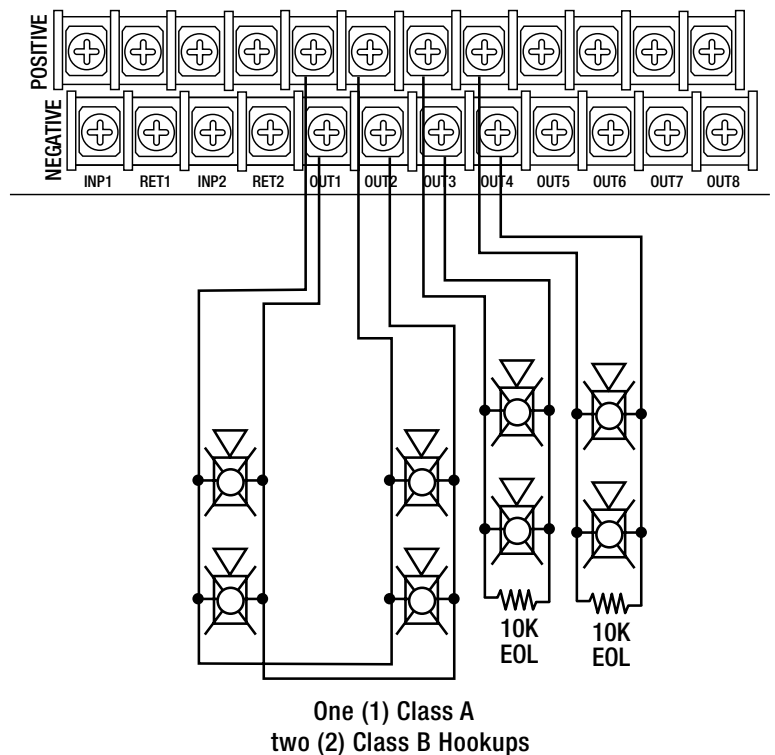 POSITIVE
NEGATIVE
INP1 RET1 INP2 RET2 OUT1 OUT2 OUT3 OUT4 OUT5 OUT6 OUT7 OUT8
10K
EOL
10K
EOL
One (1) Class A
two (2) Class B Hookups